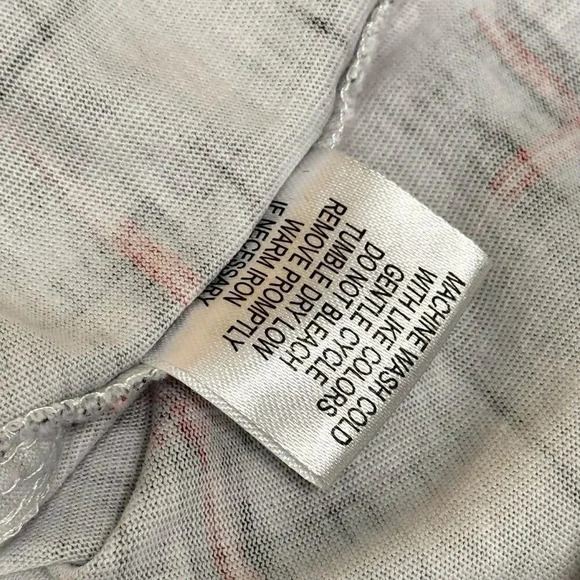 MACHINE WASH COLD
WITH LIKE COLORS
GENTLE CYCLE
DO NOT BLEACH
TUMBLE DRY LOW
REMOVE PROMPTLY
WARM IRON
IF NECESSARY